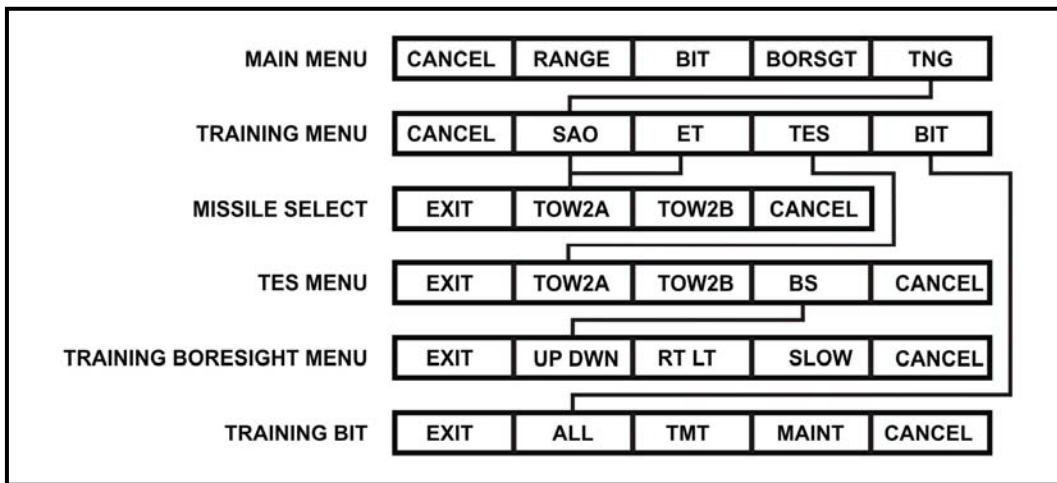 MAIN MENU CANCEL RANGE BIT BORSGT TNG
TRAINING MENU CANCEL SAO ET TES BIT
MISSILE SELECT EXIT TOW2A TOW2B CANCEL
TES MENU EXIT TOW2A TOW2B BS CANCEL
TRAINING BORESIGHT MENU EXIT UP DWN RT LT SLOW CANCEL
TRAINING BIT EXIT ALL TMT MAINT CANCEL